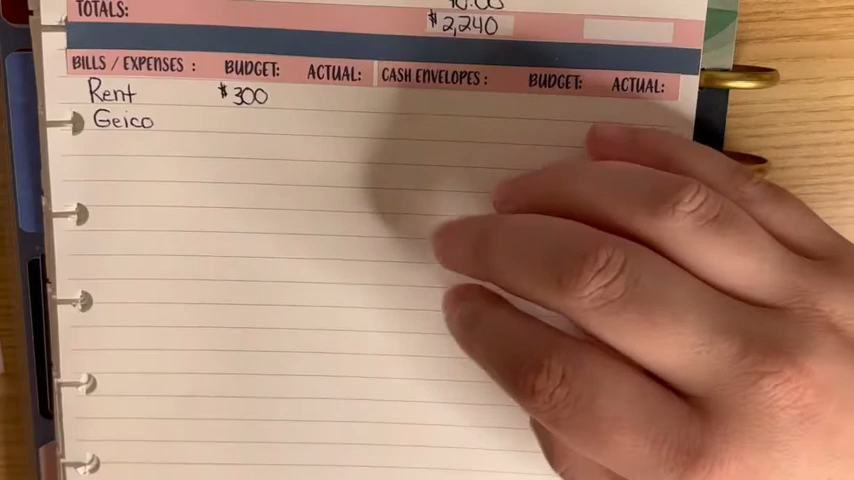 TOTALS: $2,240
BILLS / EXPENSES : BUDGET: ACTUAL: CASH ENVELOPES : BUDGET: ACTUAL:
Rent $300
Geico